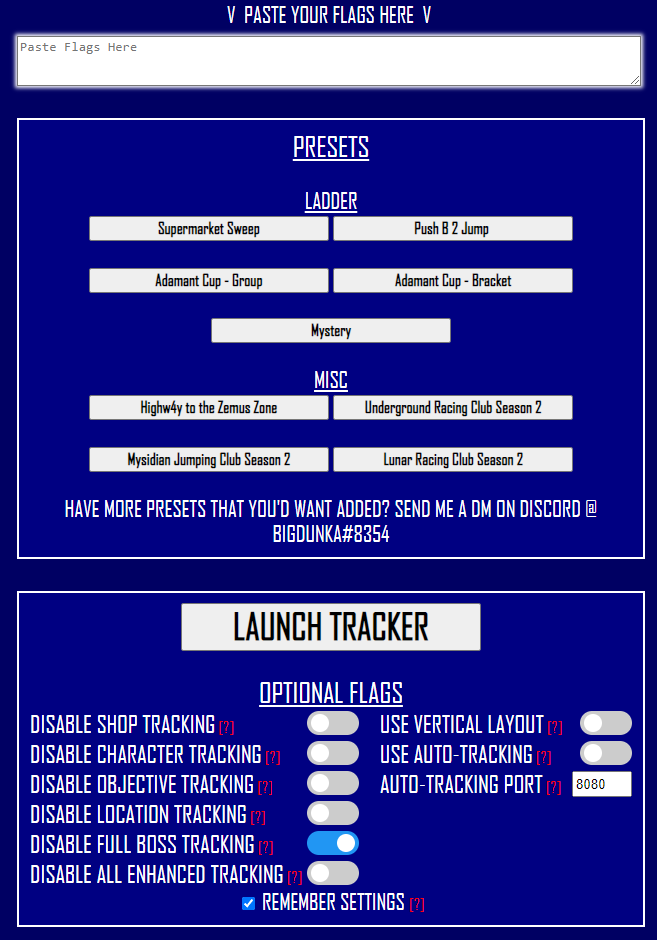 V PASTE YOUR FLAGS HERE V
Paste Flags Here
PRESETS
LADDER
Supermarket Sweep
Push B 2 Jump
Adamant Cup - Group
Adamant Cup - Bracket
Mystery
MISC
Highw4y to the Zemus Zone
Underground Racing Club Season 2
Mysidian Jumping Club Season 2
Lunar Racing Club Season 2
HAVE MORE PRESETS THAT YOU'D WANT ADDED? SEND ME A DM ON DISCORD @
BIGDUNKA#8354
LAUNCH TRACKER
OPTIONAL FLAGS
DISABLE SHOP TRACKING [?]
USE VERTICAL LAYOUT [?]
DISABLE CHARACTER TRACKING [?]
USE AUTO-TRACKING [?]
DISABLE OBJECTIVE TRACKING [?]
AUTO-TRACKING PORT [?] 8080
DISABLE LOCATION TRACKING [?]
DISABLE FULL BOSS TRACKING [?]
DISABLE ALL ENHANCED TRACKING [?]
REMEMBER SETTINGS [?]